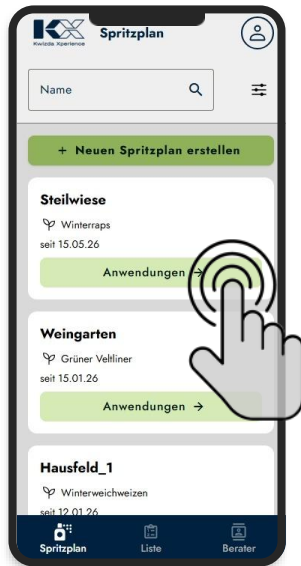 KX
Kwizda Xperience
Spritzplan
Name
+ Neuen Spritzplan erstellen
Steilwiese
Winterraps
seit 15.05.26
Anwendungen →
Weingarten
Grüner Veltliner
seit 15.01.26
Anwendungen →
Hausfeld_1
Winterweichweizen
seit 12.01.26
Spritzplan Liste Berater